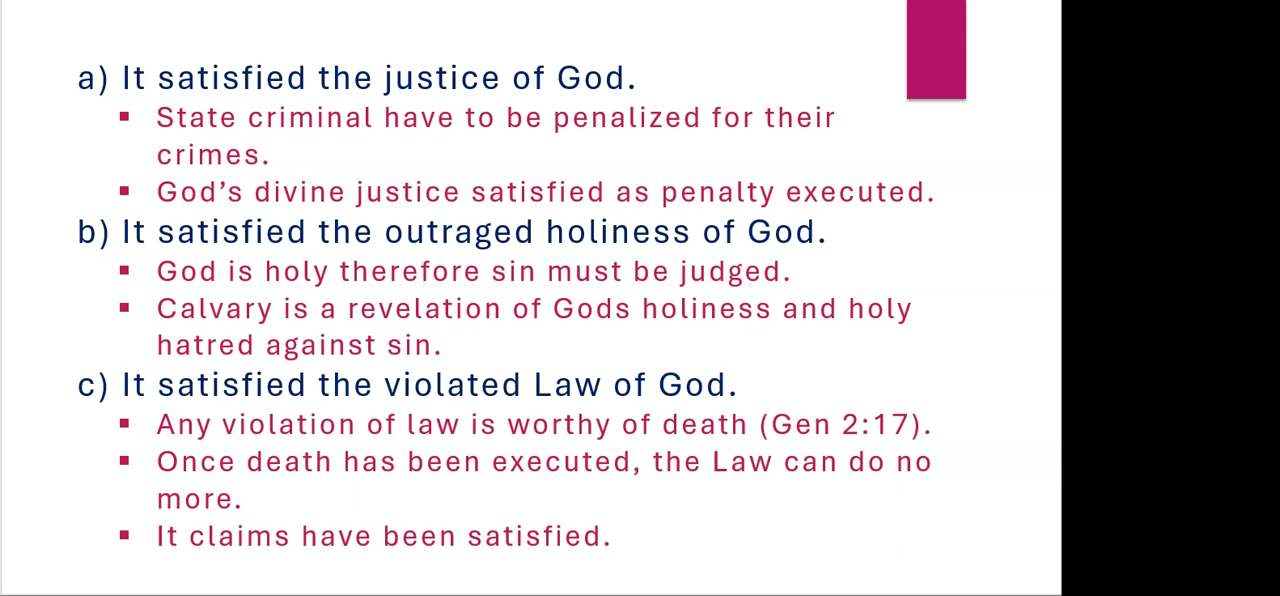 a) It satisfied the justice of God.
▪ State criminal have to be penalized for their
crimes.
▪ God’s divine justice satisfied as penalty executed.
b) It satisfied the outraged holiness of God.
▪ God is holy therefore sin must be judged.
▪ Calvary is a revelation of Gods holiness and holy
hatred against sin.
c) It satisfied the violated Law of God.
▪ Any violation of law is worthy of death (Gen 2:17).
▪ Once death has been executed, the Law can do no
more.
▪ It claims have been satisfied.